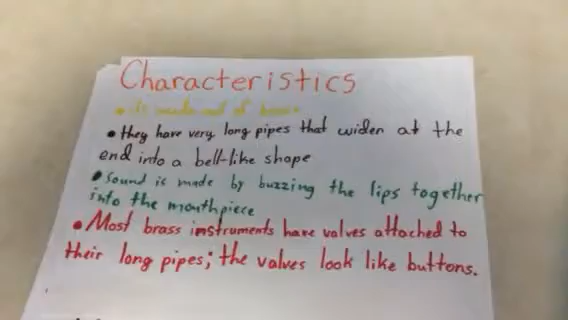 Characteristics
• Is made out of brass
• they have very long pipes that widen at the
end into a bell-like shape
• Sound is made by buzzing the lips together
into the mouthpiece
• Most brass instruments have valves attached to
their long pipes; the valves look like buttons.